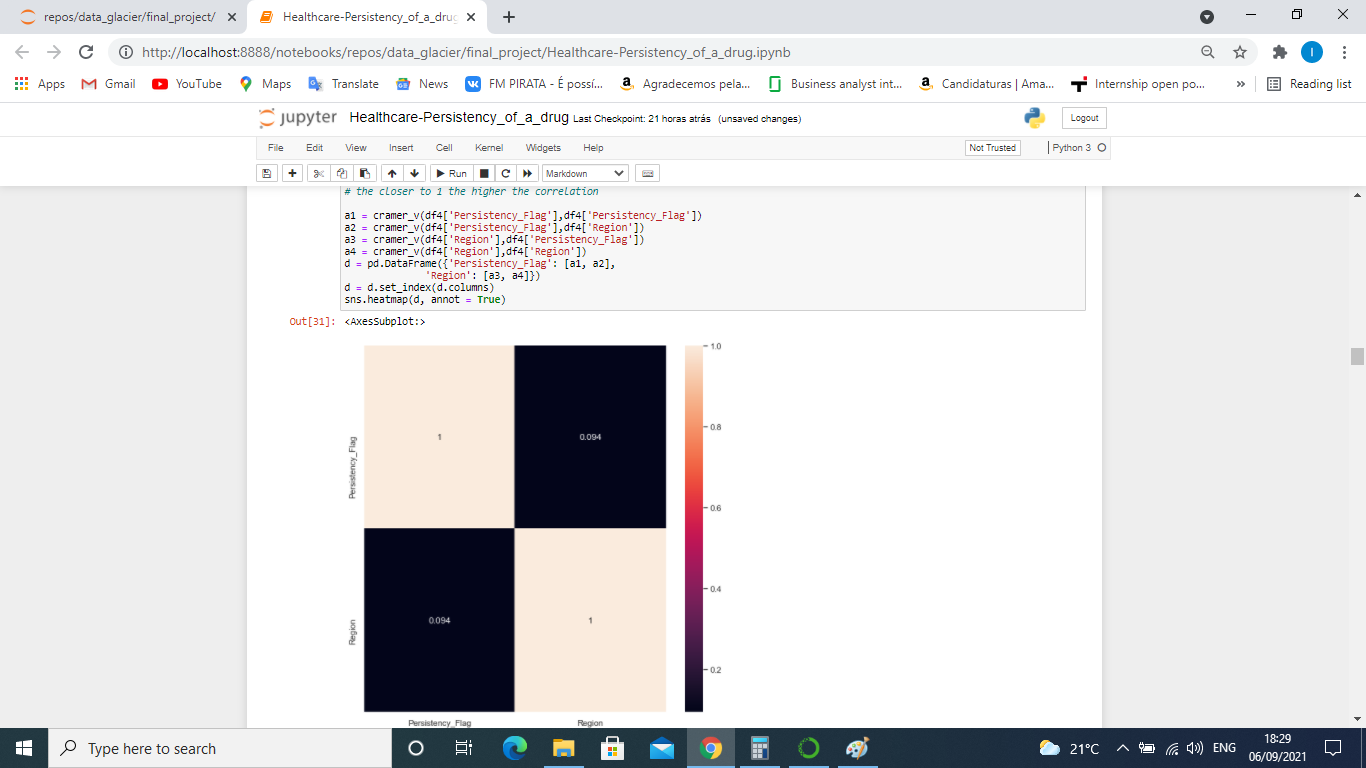 repos/data_glacier/final_project/
Healthcare-Persistency_of_a_drug
http://localhost:8888/notebooks/repos/data_glacier/final_project/Healthcare-Persistency_of_a_drug.ipynb
I
Apps Gmail YouTube Maps Translate News FM PIRATA - É possí... Agradecemos pela... Business analyst int... Candidaturas | Ama... Internship open po... » Reading list
jupyter Healthcare-Persistency_of_a_drug Last Checkpoint: 21 horas atrás (unsaved changes) Logout
File Edit View Insert Cell Kernel Widgets Help Not Trusted Python 3
Run Markdown
# the closer to 1 the higher the correlation
a1 = cramer_v(df4['Persistency_Flag'],df4['Persistency_Flag'])
a2 = cramer_v(df4['Persistency_Flag'],df4['Region'])
a3 = cramer_v(df4['Region'],df4['Persistency_Flag'])
a4 = cramer_v(df4['Region'],df4['Region'])
d = pd.DataFrame({'Persistency_Flag': [a1, a2],
'Region': [a3, a4]})
d = d.set_index(d.columns)
sns.heatmap(d, annot = True)
Out[31]: <AxesSubplot:>
1.0
0.8
0.6
0.4
0.2
Persistency_Flag
1 0.094
Region
0.094 1
Persistency_Flag Region
Type here to search
21°C ENG 18:29
06/09/2021